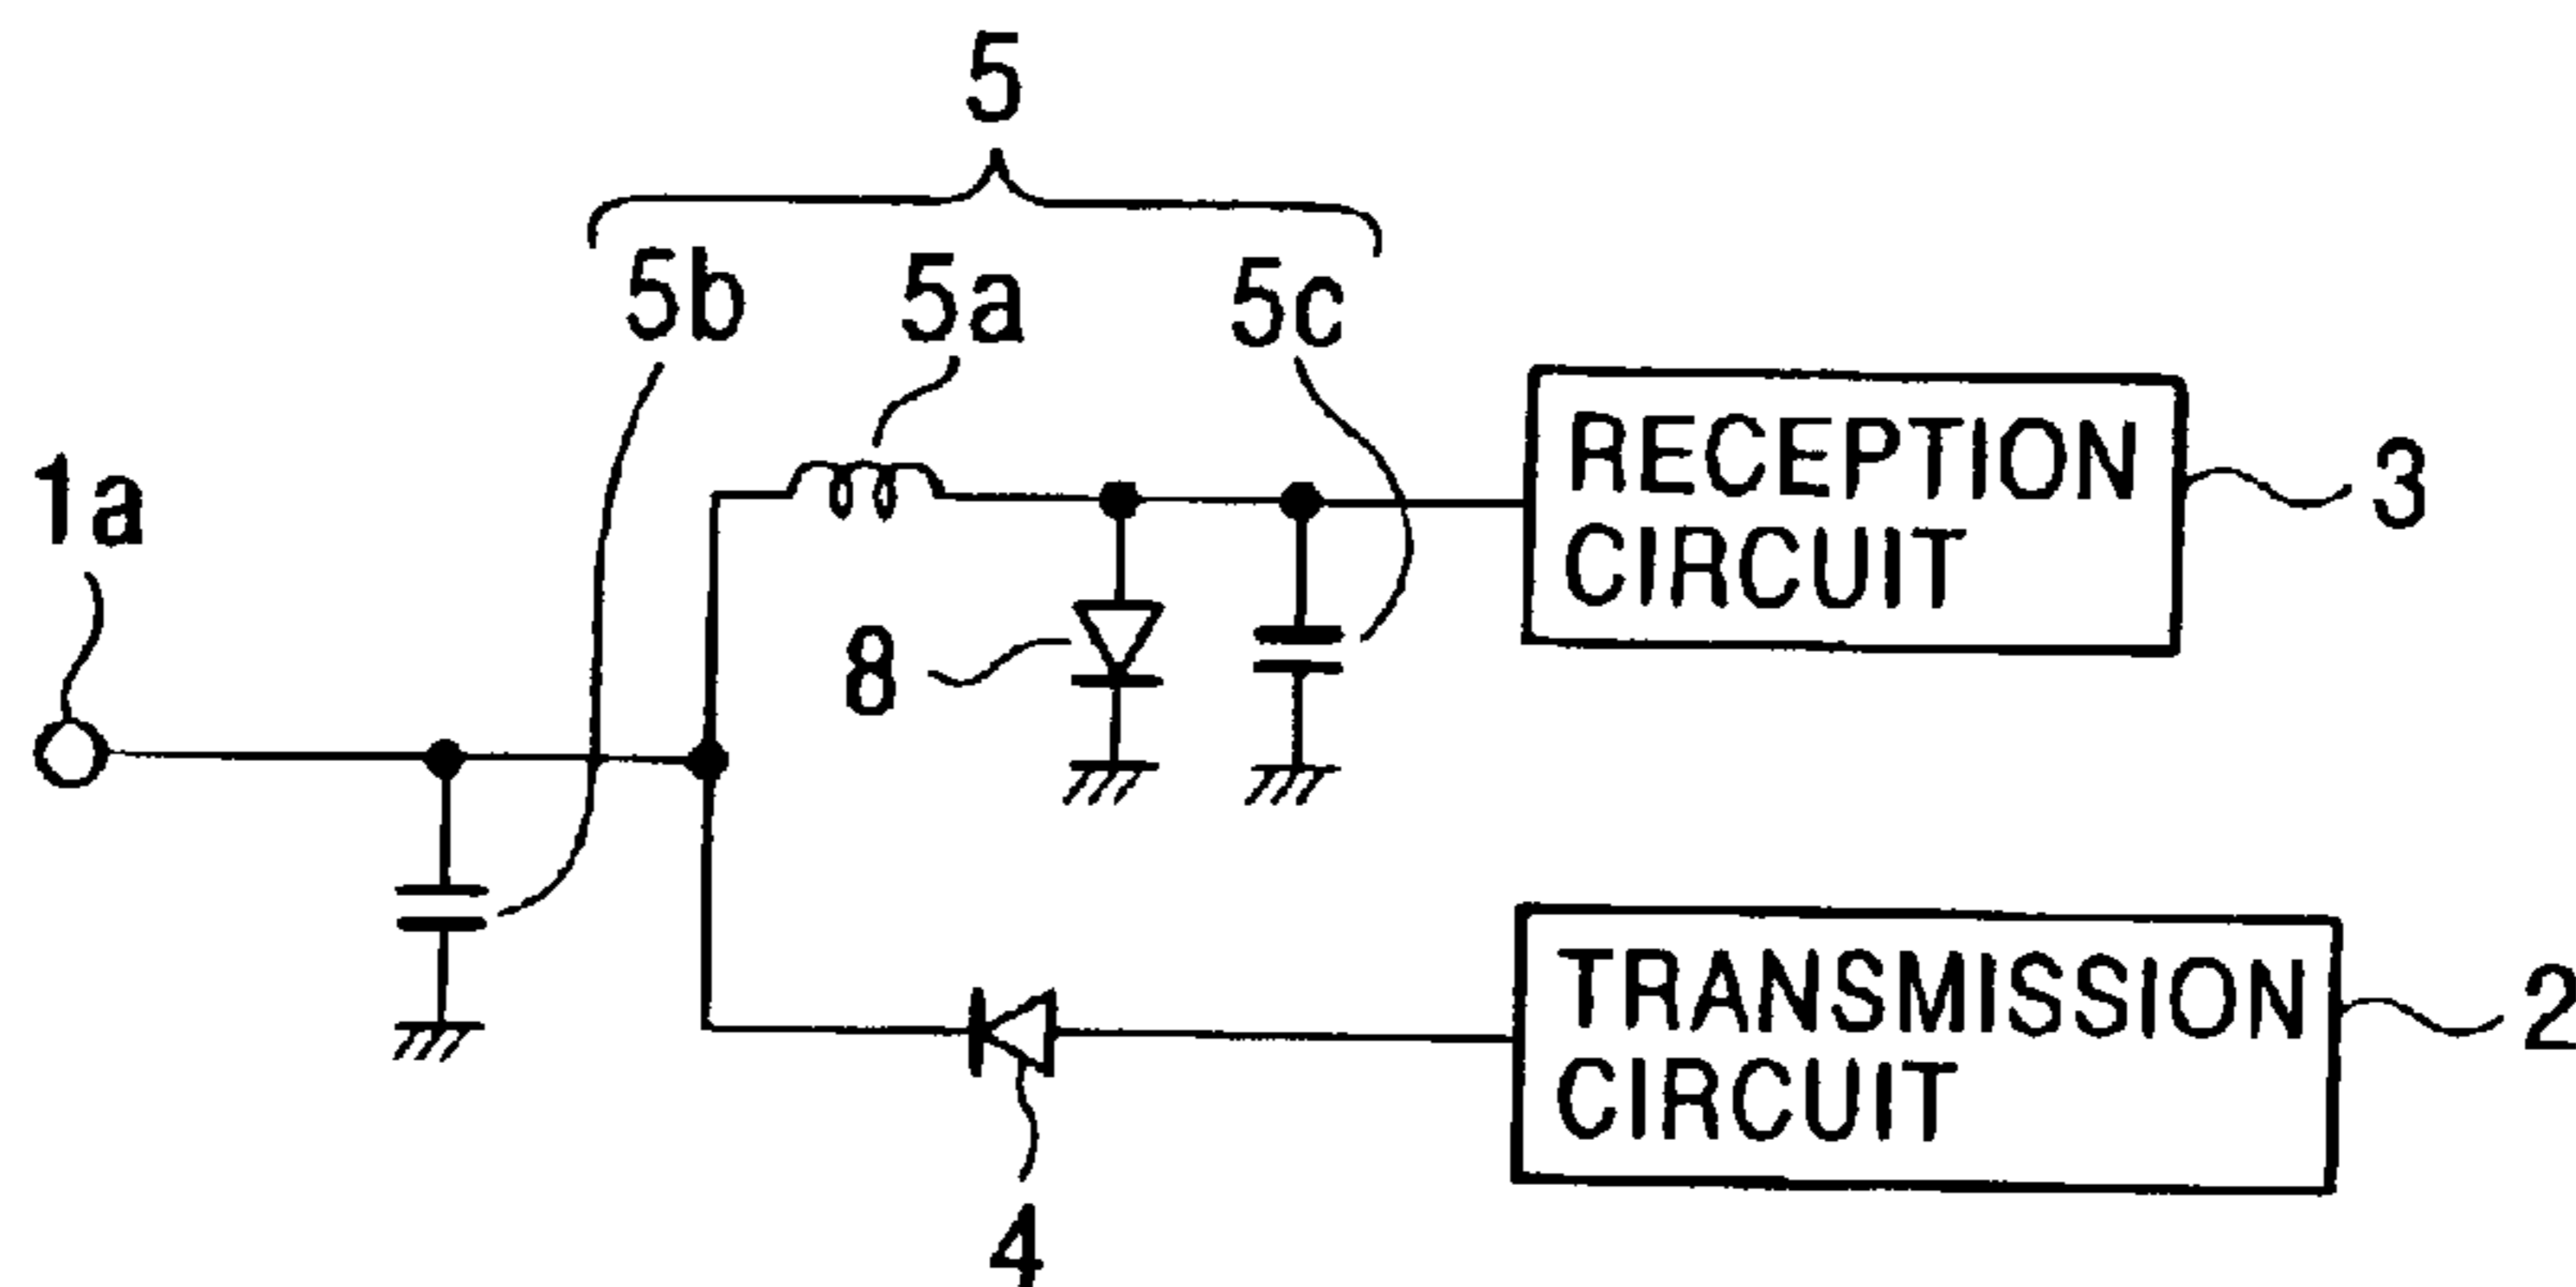 5
5b 5a 5c
1a
RECEPTION
CIRCUIT
3
8
TRANSMISSION
CIRCUIT
2
4